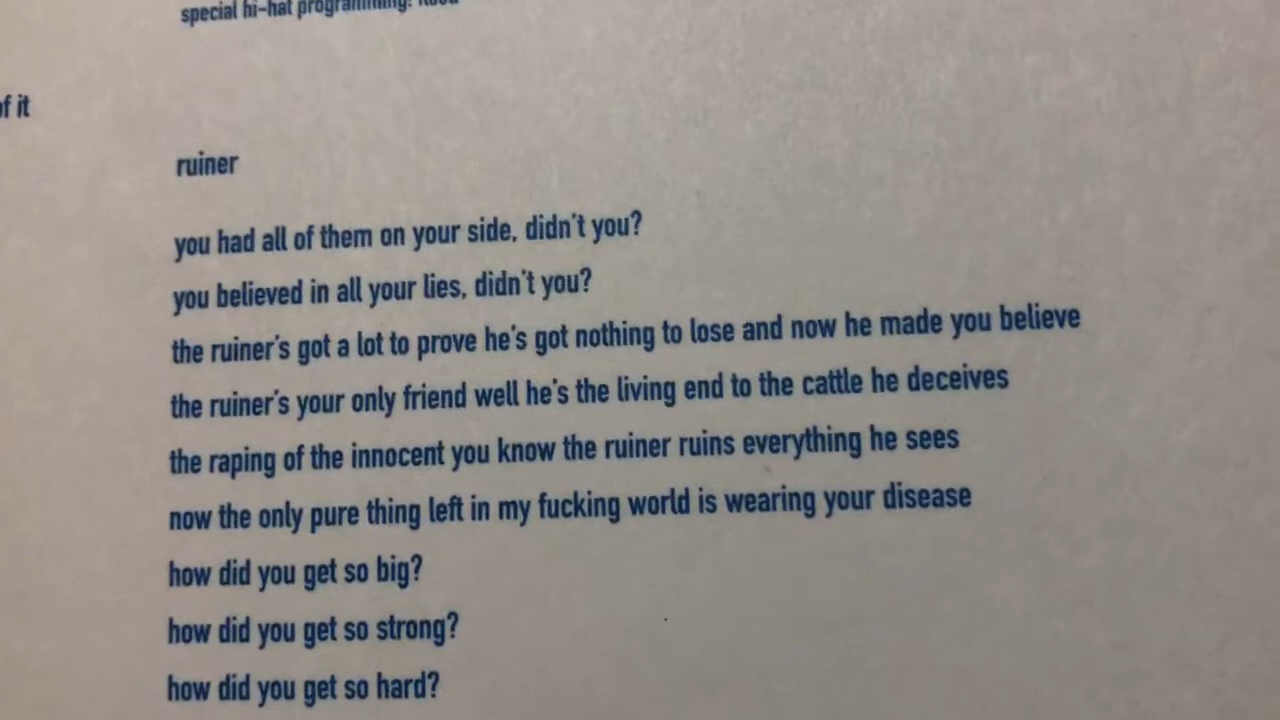 special hi-hat programming:
of it
ruiner
you had all of them on your side, didn't you?
you believed in all your lies, didn't you?
the ruiner's got a lot to prove he's got nothing to lose and now he made you believe
the ruiner's your only friend well he's the living end to the cattle he deceives
the raping of the innocent you know the ruiner ruins everything he sees
now the only pure thing left in my fucking world is wearing your disease
how did you get so big?
how did you get so strong?
how did you get so hard?